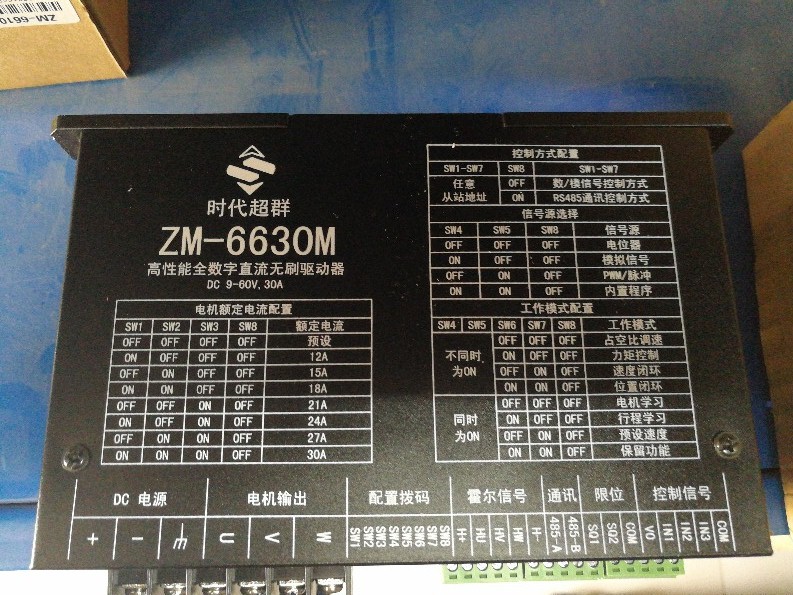 ZM-6610
时代超群
ZM-6630M
高性能全数字直流无刷驱动器
DC 9-60V,30A
电机额定电流配置
SW1 SW2 SW3 SW8 额定电流
OFF OFF OFF OFF 预设
ON OFF OFF OFF 12A
OFF ON OFF OFF 15A
ON ON OFF OFF 18A
OFF OFF ON OFF 21A
ON OFF ON OFF 24A
OFF ON ON OFF 27A
ON ON ON OFF 30A
控制方式配置
SW1-SW7 SW8 SW1-SW7
任意 OFF 数/模信号控制方式
从站地址 ON RS485通讯控制方式
信号源选择
SW4 SW5 SW8 信号源
OFF OFF OFF 电位器
ON OFF OFF 模拟信号
OFF ON OFF PWM/脉冲
ON ON OFF 内置程序
工作模式配置
SW4 SW5 SW6 SW7 SW8 工作模式
不同时为ON
OFF OFF OFF 占空比调速
ON OFF OFF 力矩控制
OFF ON OFF 速度闭环
ON ON OFF 位置闭环
同时为ON
OFF OFF OFF 电机学习
ON OFF OFF 行程学习
OFF ON OFF 预设速度
ON ON OFF 保留功能
DC 电源 电机输出 配置拨码 霍尔信号 通讯 限位 控制信号
+ - U V W SW1 SW2 SW3 SW4 SW5 SW6 SW7 SW8 H+ HU HV HW H- 485-A 485-B SQ1 SQ2 COM VO IN1 IN2 IN3 COM